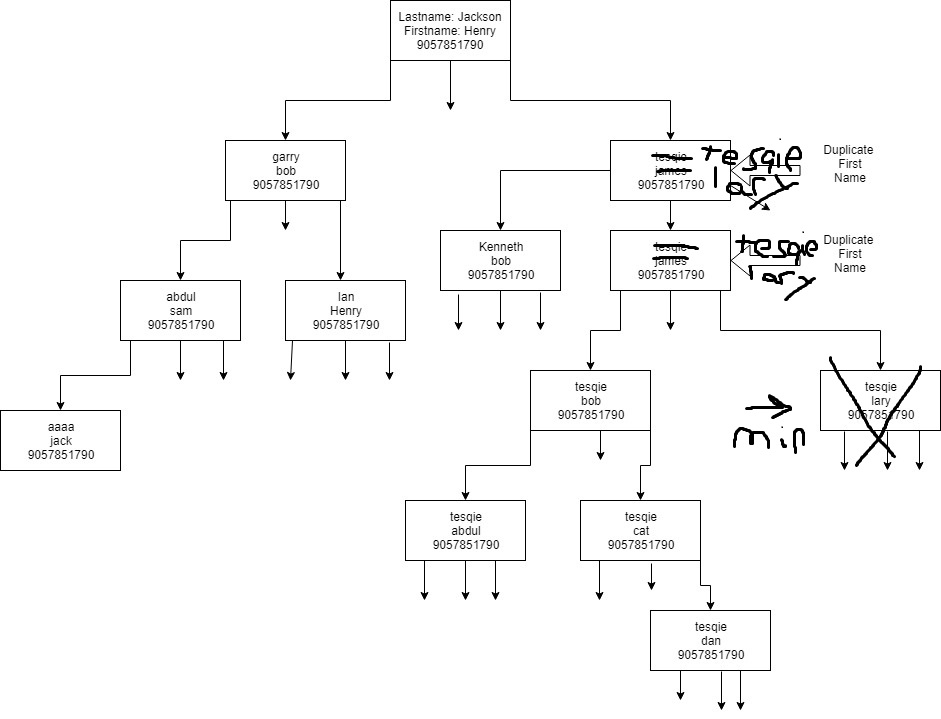 Lastname: Jackson
Firstname: Henry
9057851790
garry
bob
9057851790
tesqie
james
9057851790
tesqie
lary
Duplicate
First
Name
Kenneth
bob
9057851790
tesqie
james
9057851790
tesqie
lary
Duplicate
First
Name
abdul
sam
9057851790
Ian
Henry
9057851790
tesqie
bob
9057851790
min
tesqie
lary
9057851790
aaaa
jack
9057851790
tesqie
abdul
9057851790
tesqie
cat
9057851790
tesqie
dan
9057851790